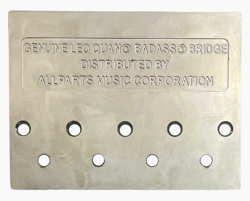 GENUINE LEO QUAN® BADASS® BRIDGE
DISTRIBUTED BY
ALLPARTS MUSIC CORPORATION